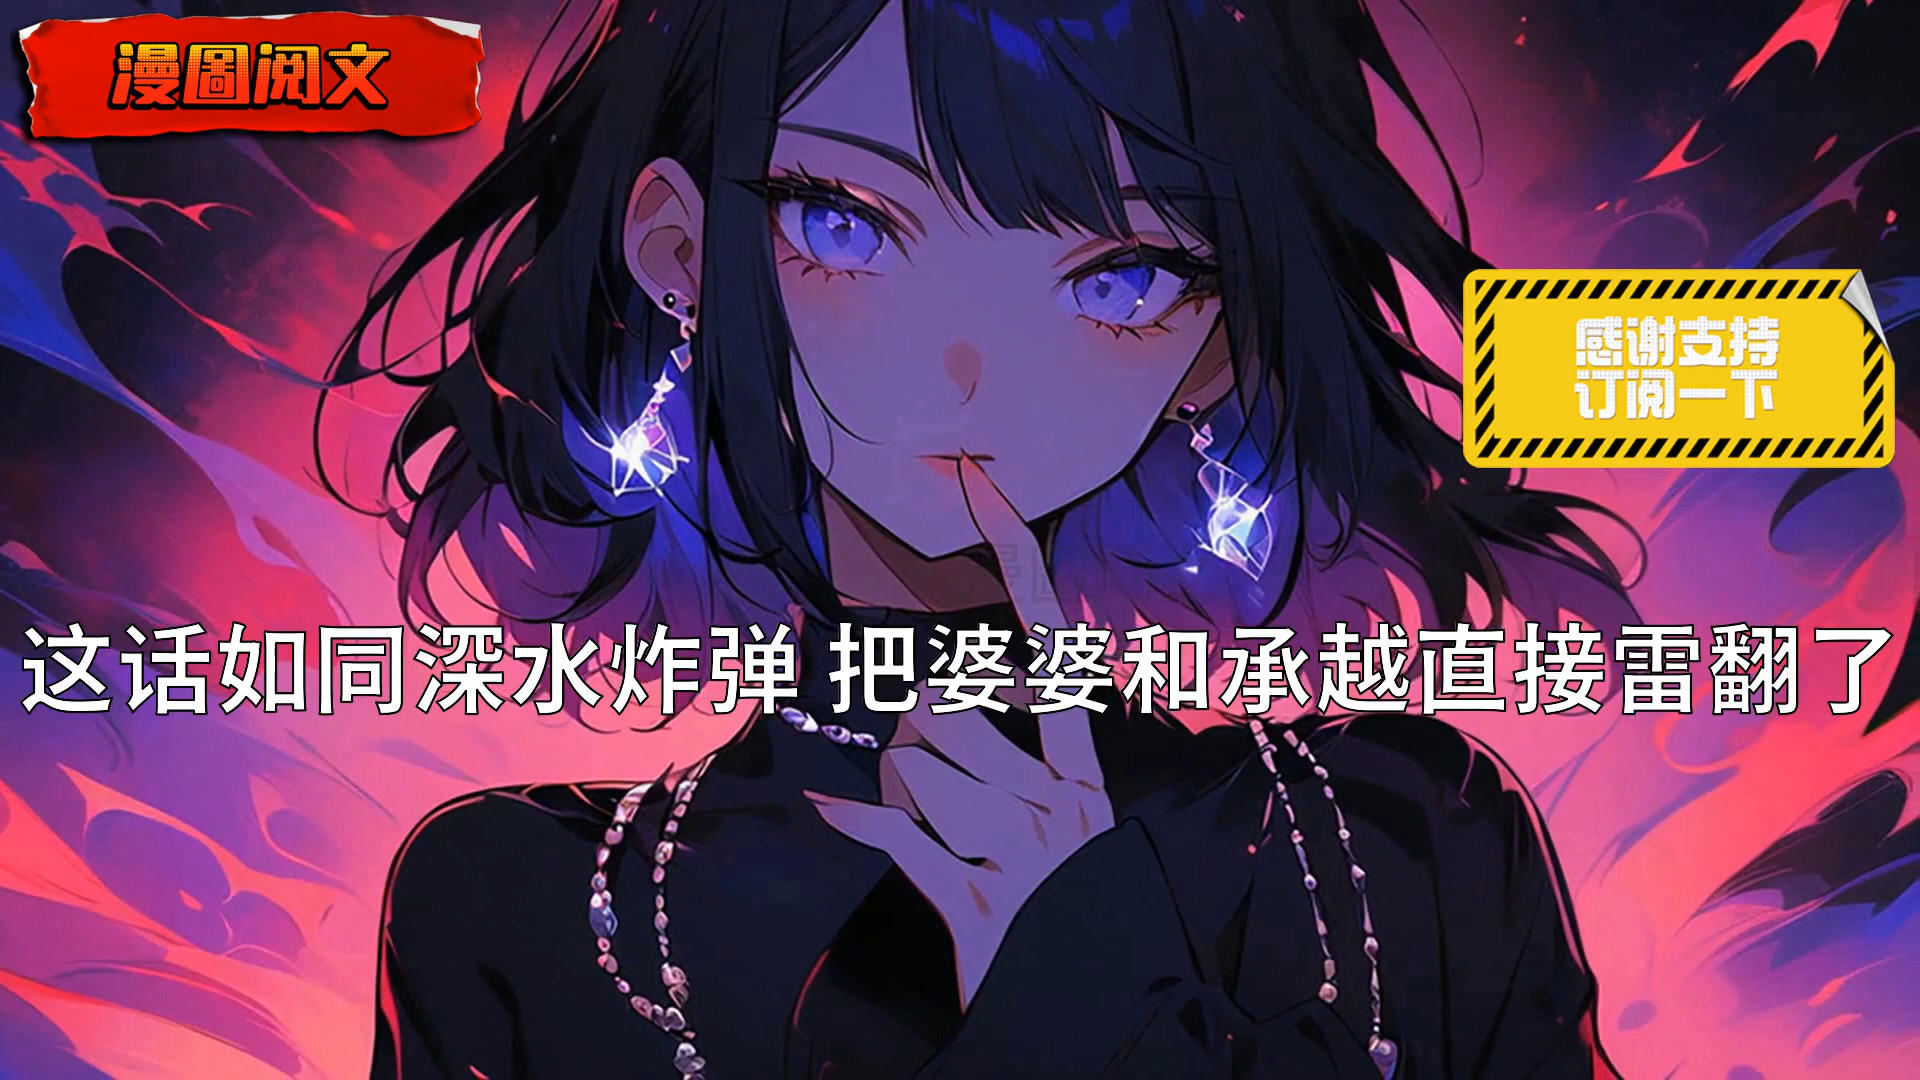 漫圖阅文
感谢支持
订阅一下
这话如同深水炸弹 把婆婆和承越直接雷翻了